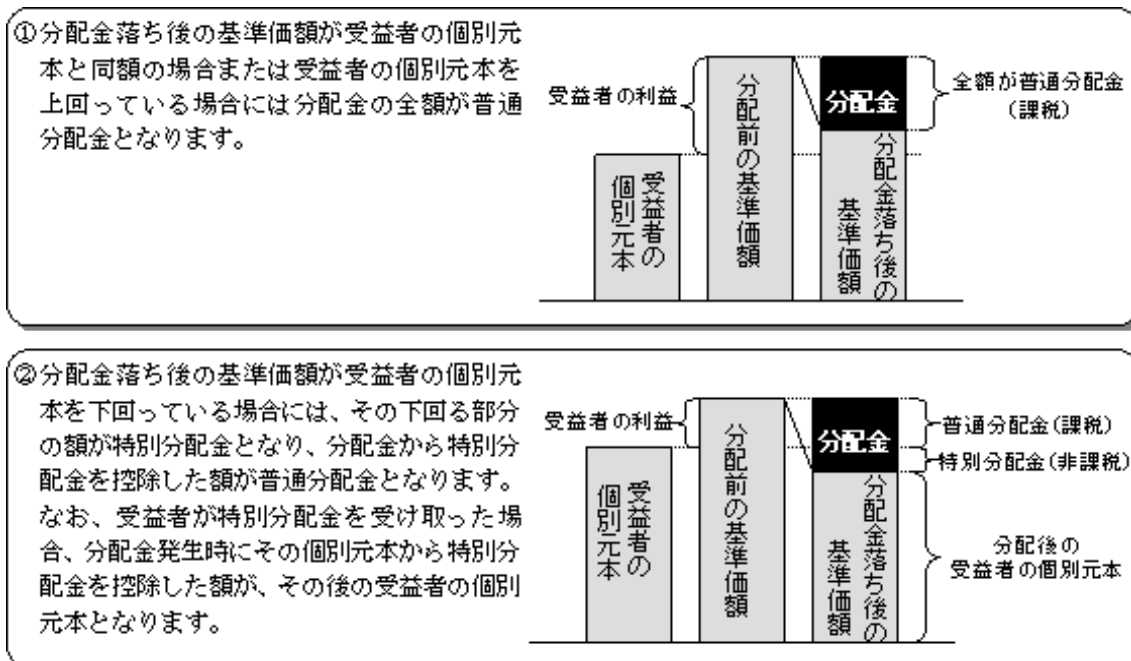 ①分配金落ち後の基準価額が受益者の個別元
本と同額の場合または受益者の個別元本を
上回っている場合には分配金の全額が普通
分配金となります。
受益者の利益
受益者の
個別元本
分配前の基準価額
分配金
分配金落ち後の
基準価額
全額が普通分配金
(課税)
②分配金落ち後の基準価額が受益者の個別元
本を下回っている場合には、その下回る部分
の額が特別分配金となり、分配金から特別分
配金を控除した額が普通分配金となります。
なお、受益者が特別分配金を受け取った場
合、分配金発生時にその個別元本から特別分
配金を控除した額が、その後の受益者の個別
元本となります。
受益者の利益
受益者の
個別元本
分配前の基準価額
分配金
分配金落ち後の
基準価額
普通分配金(課税)
特別分配金(非課税)
分配後の
受益者の個別元本